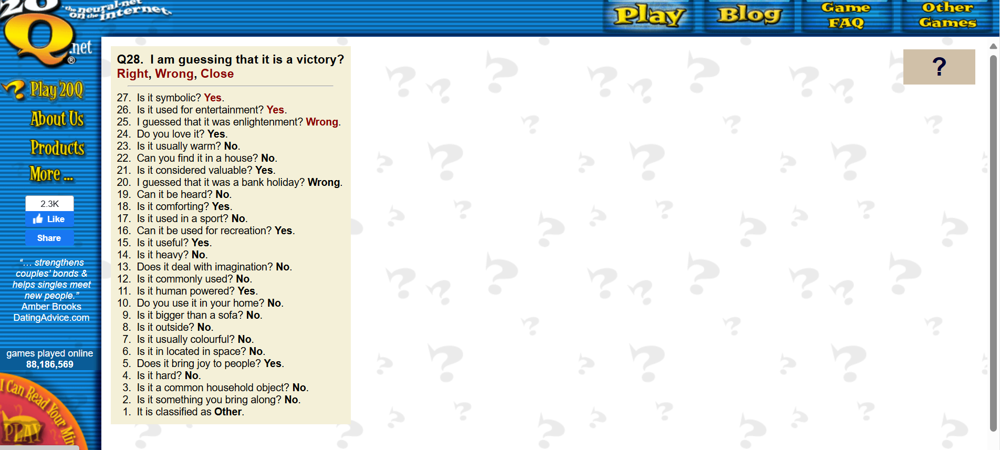 20
the neural-net
on the internet.
Q
.net
®
Play
Blog
Game
FAQ
Other
Games
Play 20Q
About Us
Products
More ...
2.3K
Like
Share
“... strengthens
couples’ bonds &
helps singles meet
new people.”
Amber Brooks
DatingAdvice.com
games played online
88,186,569
I Can Read Your Min
PLAY
Q28. I am guessing that it is a victory?
Right, Wrong, Close
27. Is it symbolic? Yes.
26. Is it used for entertainment? Yes.
25. I guessed that it was enlightenment? Wrong.
24. Do you love it? Yes.
23. Is it usually warm? No.
22. Can you find it in a house? No.
21. Is it considered valuable? Yes.
20. I guessed that it was a bank holiday? Wrong.
19. Can it be heard? No.
18. Is it comforting? Yes.
17. Is it used in a sport? No.
16. Can it be used for recreation? Yes.
15. Is it useful? Yes.
14. Is it heavy? No.
13. Does it deal with imagination? No.
12. Is it commonly used? No.
11. Is it human powered? Yes.
10. Do you use it in your home? No.
9. Is it bigger than a sofa? No.
8. Is it outside? No.
7. Is it usually colourful? No.
6. Is it in located in space? No.
5. Does it bring joy to people? Yes.
4. Is it hard? No.
3. Is it a common household object? No.
2. Is it something you bring along? No.
1. It is classified as Other.
?